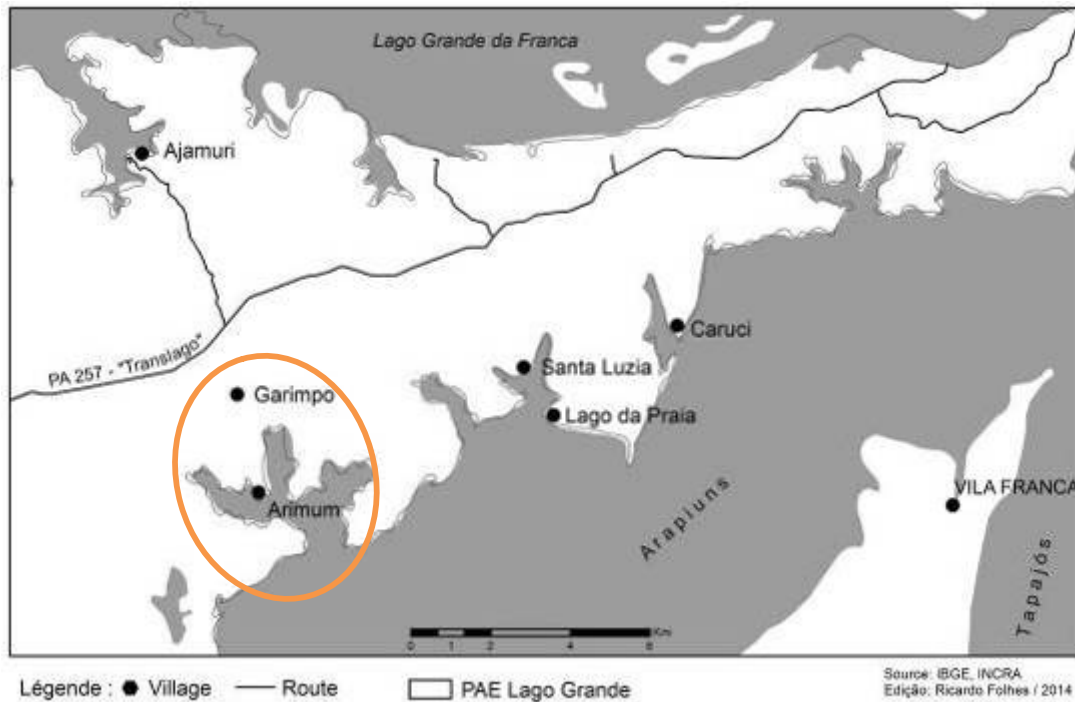 Lago Grande da Franca
Ajamuri
Caruci
PA 257 - "Translago"
Santa Luzia
Garimpo
Lago da Praia
VILA FRANCA
Arimum
Arapiuns
Tapajós
0 1 2 4 6 Km
Légende : Village Route PAE Lago Grande
Source: IBGE, INCRA
Edição: Ricardo Folhes / 2014